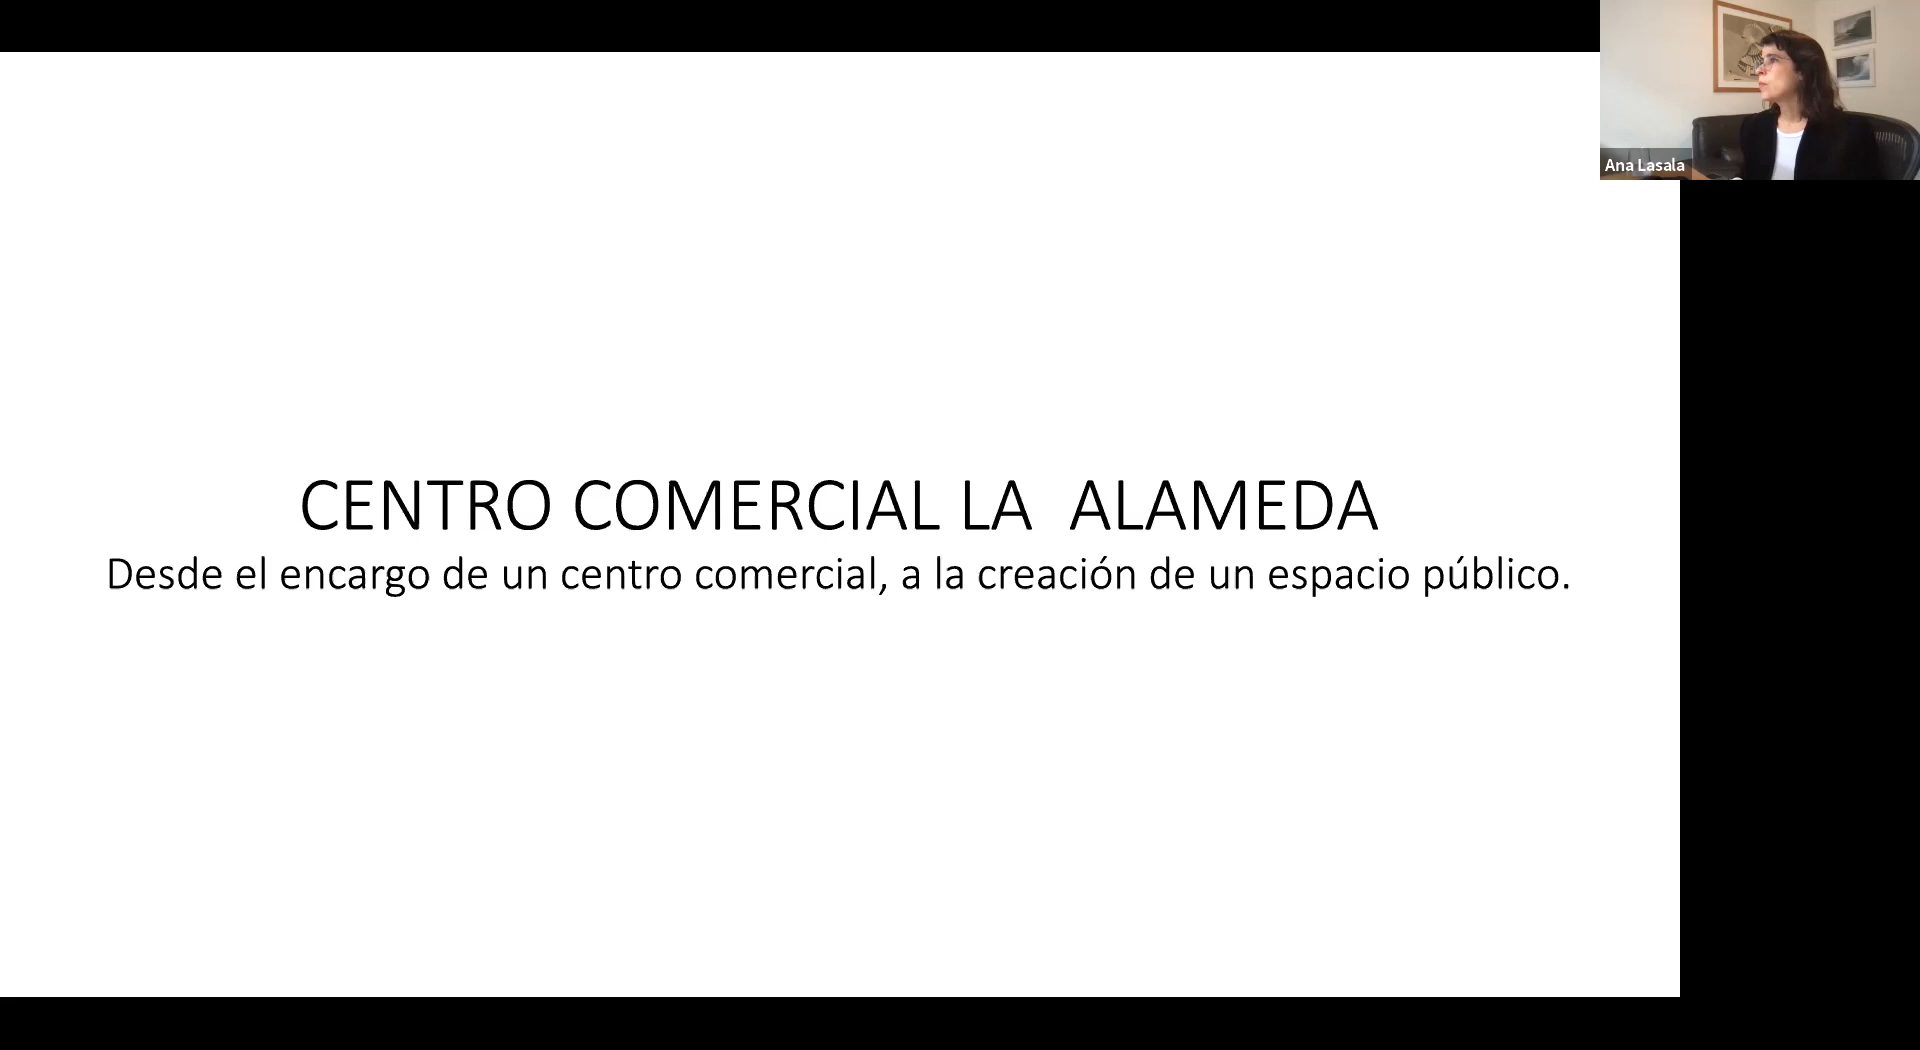 CENTRO COMERCIAL LA  ALAMEDA
Desde el encargo de un centro comercial, a la creación de un espacio público.
Ana Lasala